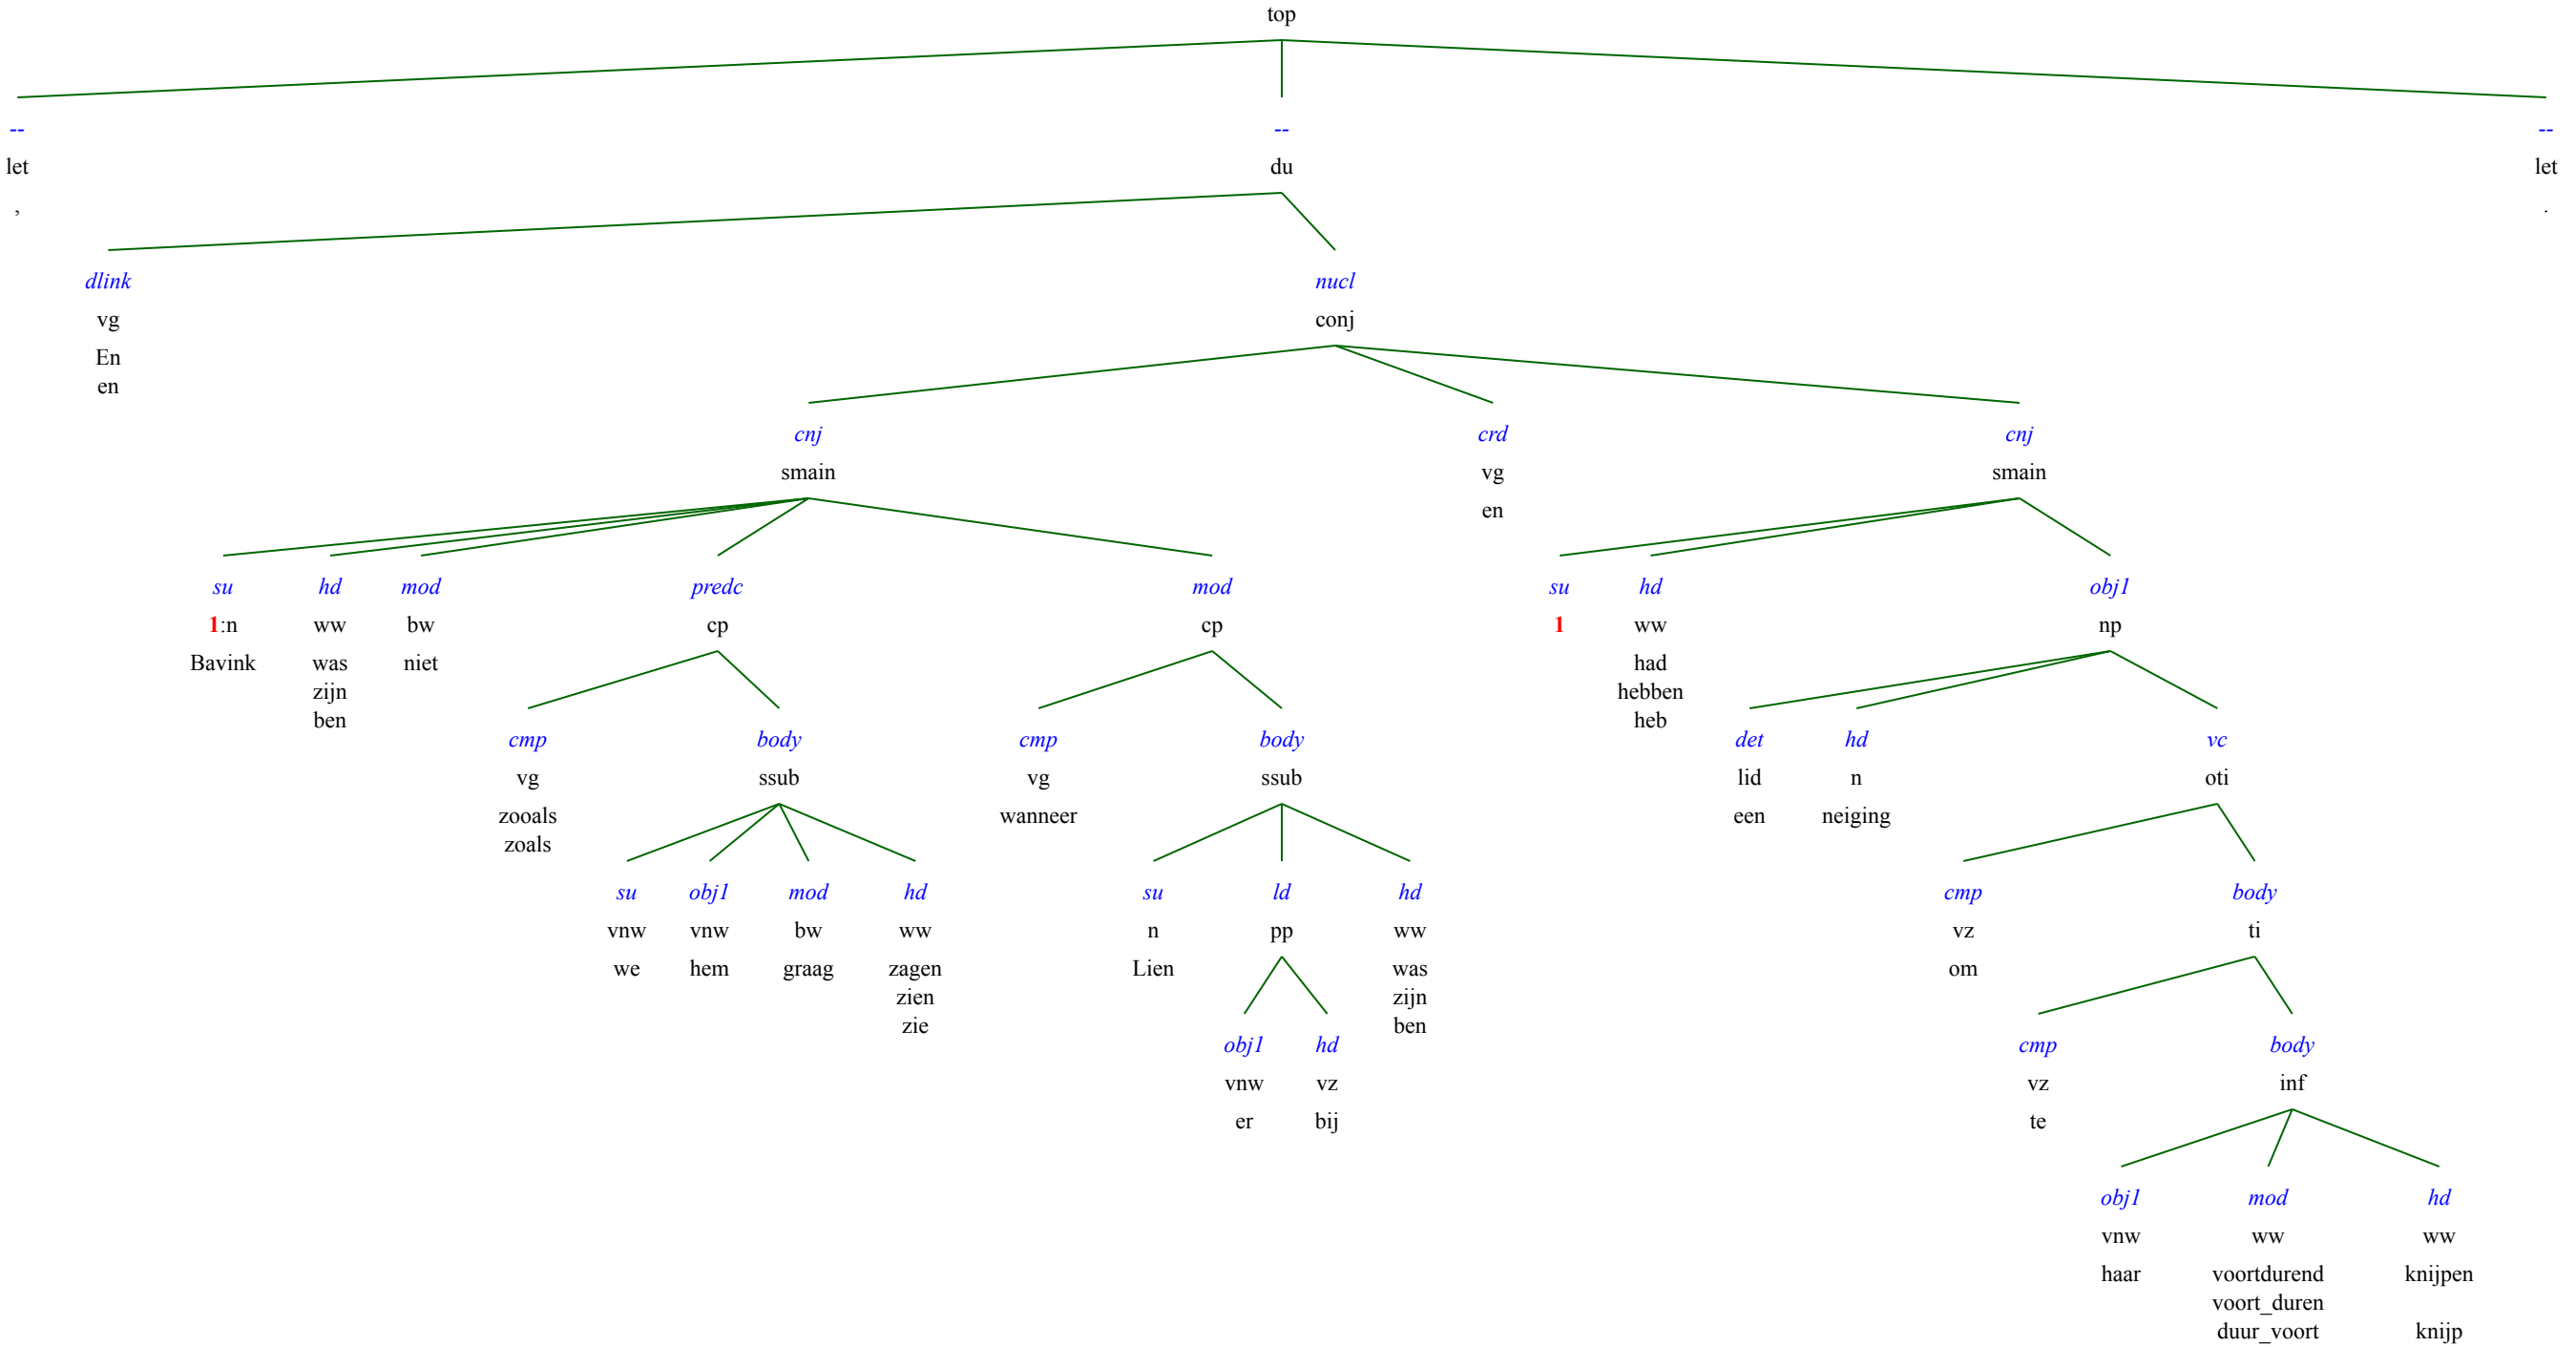 top
-- -- --
let du let
, .
dlink nucl
vg conj
En
en
cnj crd cnj
smain vg smain
en
su hd mod predc mod su hd obj1
1:n ww bw cp cp 1 ww np
Bavink was niet had
zijn hebben
ben heb
cmp body cmp body det hd vc
vg ssub vg ssub lid n oti
zooals wanneer een neiging
zoals
su obj1 mod hd su ld hd cmp body
vnw vnw bw ww n pp ww vz ti
we hem graag zagen Lien was om
zien zijn
zie ben
obj1 hd cmp body
vnw vz vz inf
er bij te
obj1 mod hd
vnw ww ww
haar voortdurend knijpen
voort_duren
duur_voort knijp